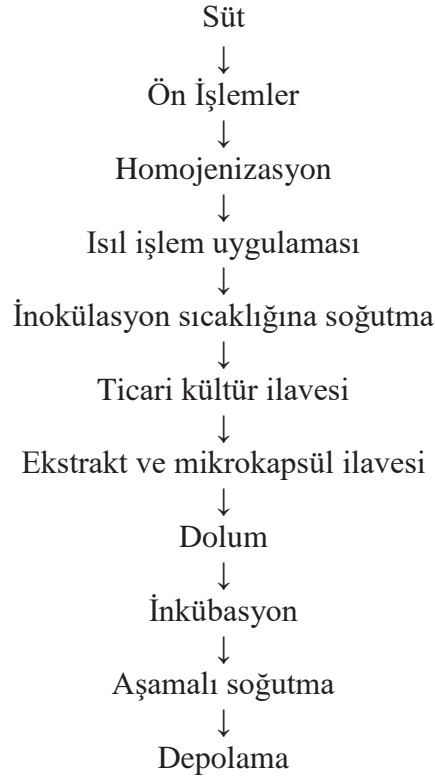 Süt
↓
Ön İşlemler
↓
Homojenizasyon
↓
Isıl işlem uygulaması
↓
İnokülasyon sıcaklığına soğutma
↓
Ticari kültür ilavesi
↓
Ekstrakt ve mikrokapsül ilavesi
↓
Dolum
↓
İnkübasyon
↓
Aşamalı soğutma
↓
Depolama